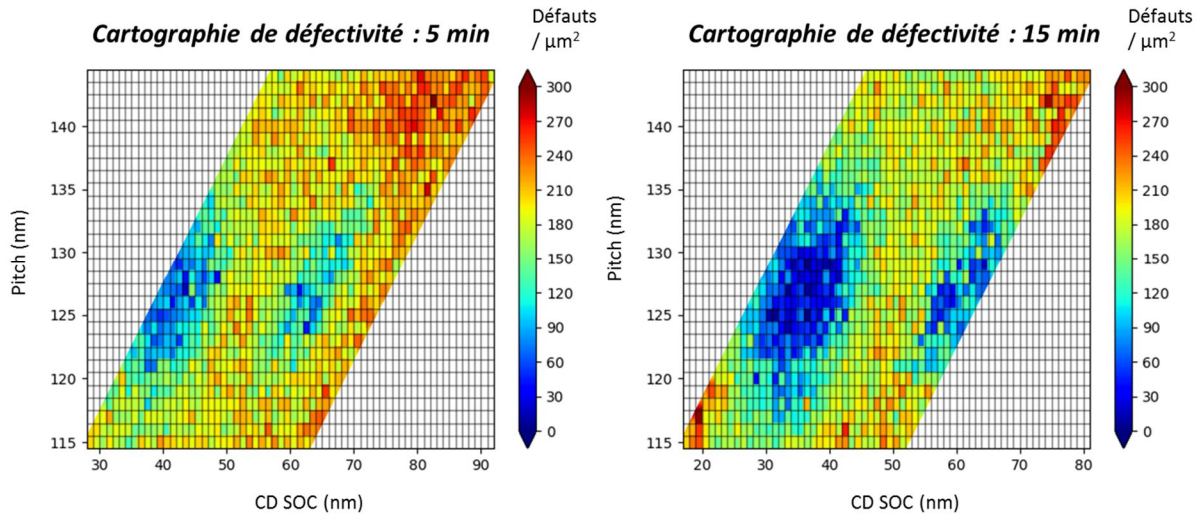 Cartographie de défectivité : 5 min
Défauts
/ µm²
300
270
240
210
180
150
120
90
60
30
0
140
135
130
125
120
115
Pitch (nm)
30 40 50 60 70 80 90
CD SOC (nm)
Cartographie de défectivité : 15 min
Défauts
/ µm²
300
270
240
210
180
150
120
90
60
30
0
140
135
130
125
120
115
Pitch (nm)
20 30 40 50 60 70 80
CD SOC (nm)